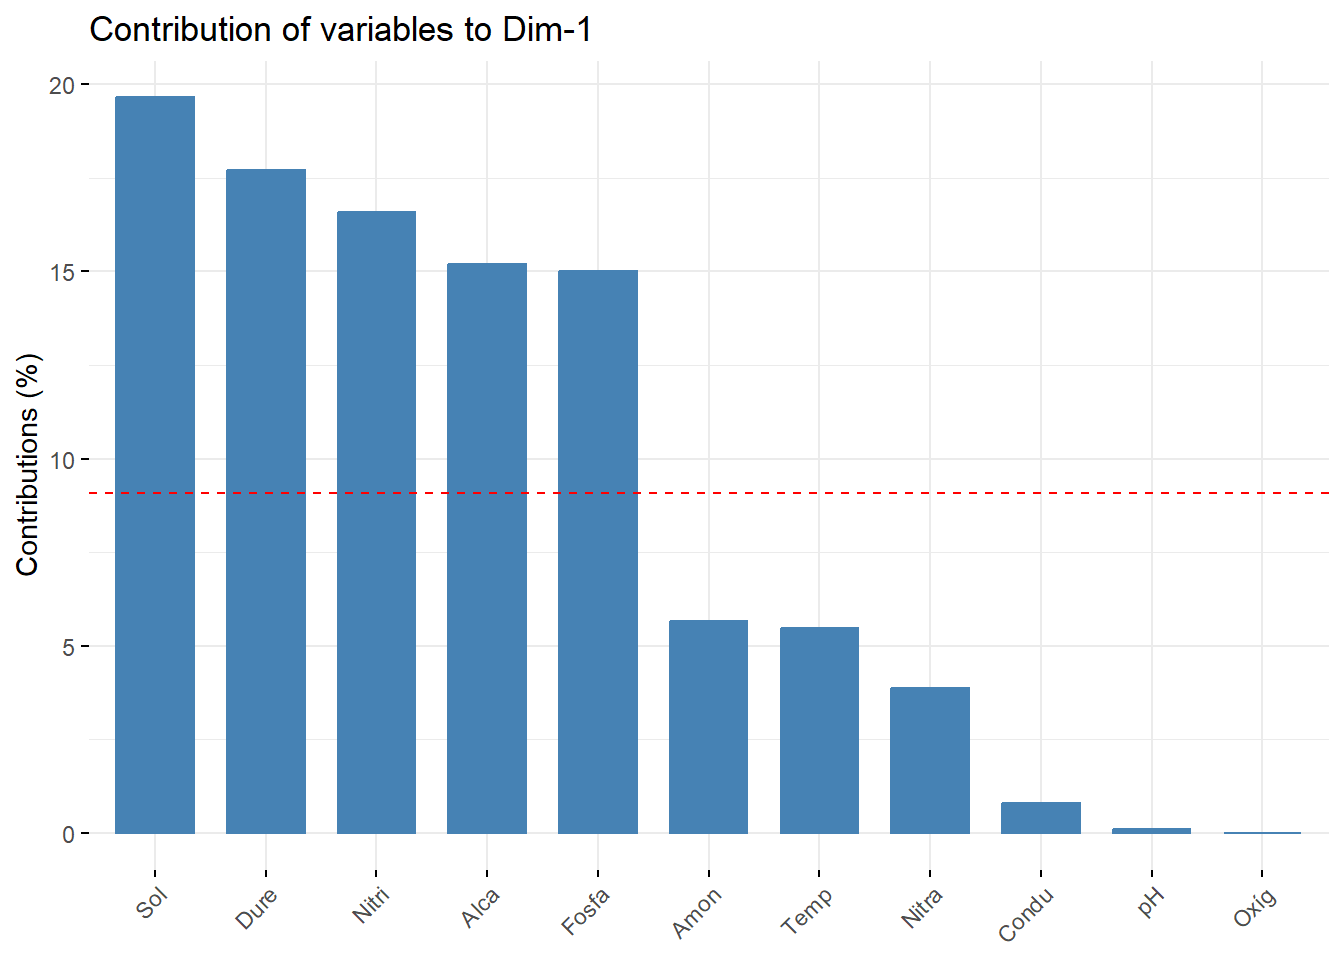 Contribution of variables to Dim-1
Contributions (%)
20
15
10
5
0
Sol
Dure
Nitri
Alca
Fosfa
Amon
Temp
Nitra
Condu
pH
Oxíg